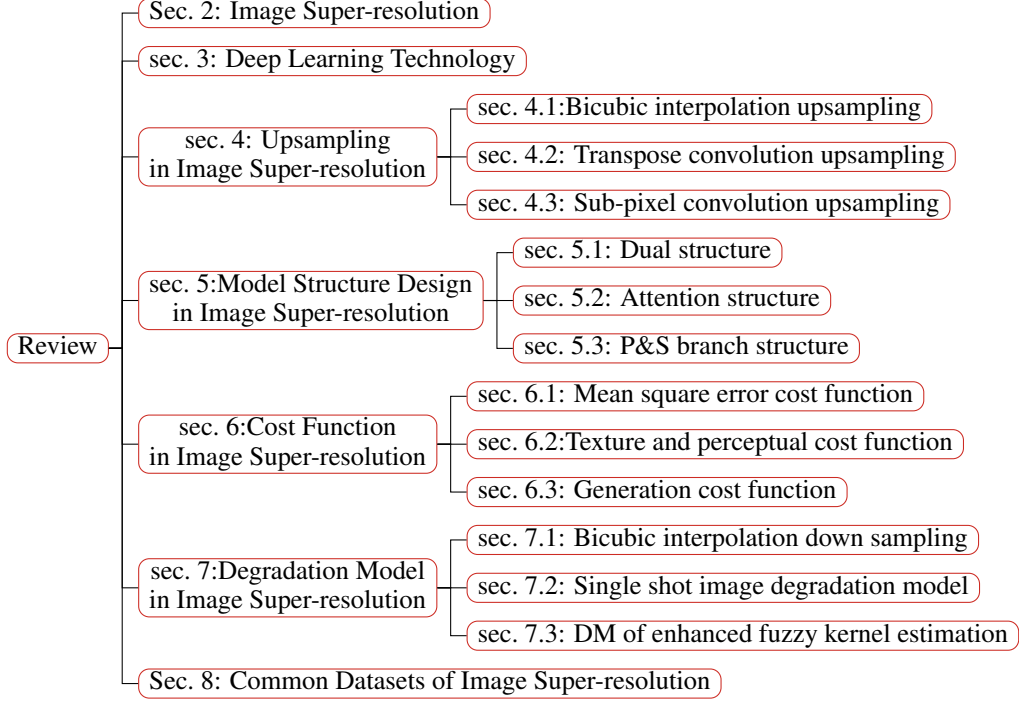 Sec. 2: Image Super-resolution
sec. 3: Deep Learning Technology
sec. 4: Upsampling
in Image Super-resolution
sec. 4.1:Bicubic interpolation upsampling
sec. 4.2: Transpose convolution upsampling
sec. 4.3: Sub-pixel convolution upsampling
sec. 5:Model Structure Design
in Image Super-resolution
sec. 5.1: Dual structure
sec. 5.2: Attention structure
sec. 5.3: P&S branch structure
Review
sec. 6:Cost Function
in Image Super-resolution
sec. 6.1: Mean square error cost function
sec. 6.2:Texture and perceptual cost function
sec. 6.3: Generation cost function
sec. 7:Degradation Model
in Image Super-resolution
sec. 7.1: Bicubic interpolation down sampling
sec. 7.2: Single shot image degradation model
sec. 7.3: DM of enhanced fuzzy kernel estimation
Sec. 8: Common Datasets of Image Super-resolution